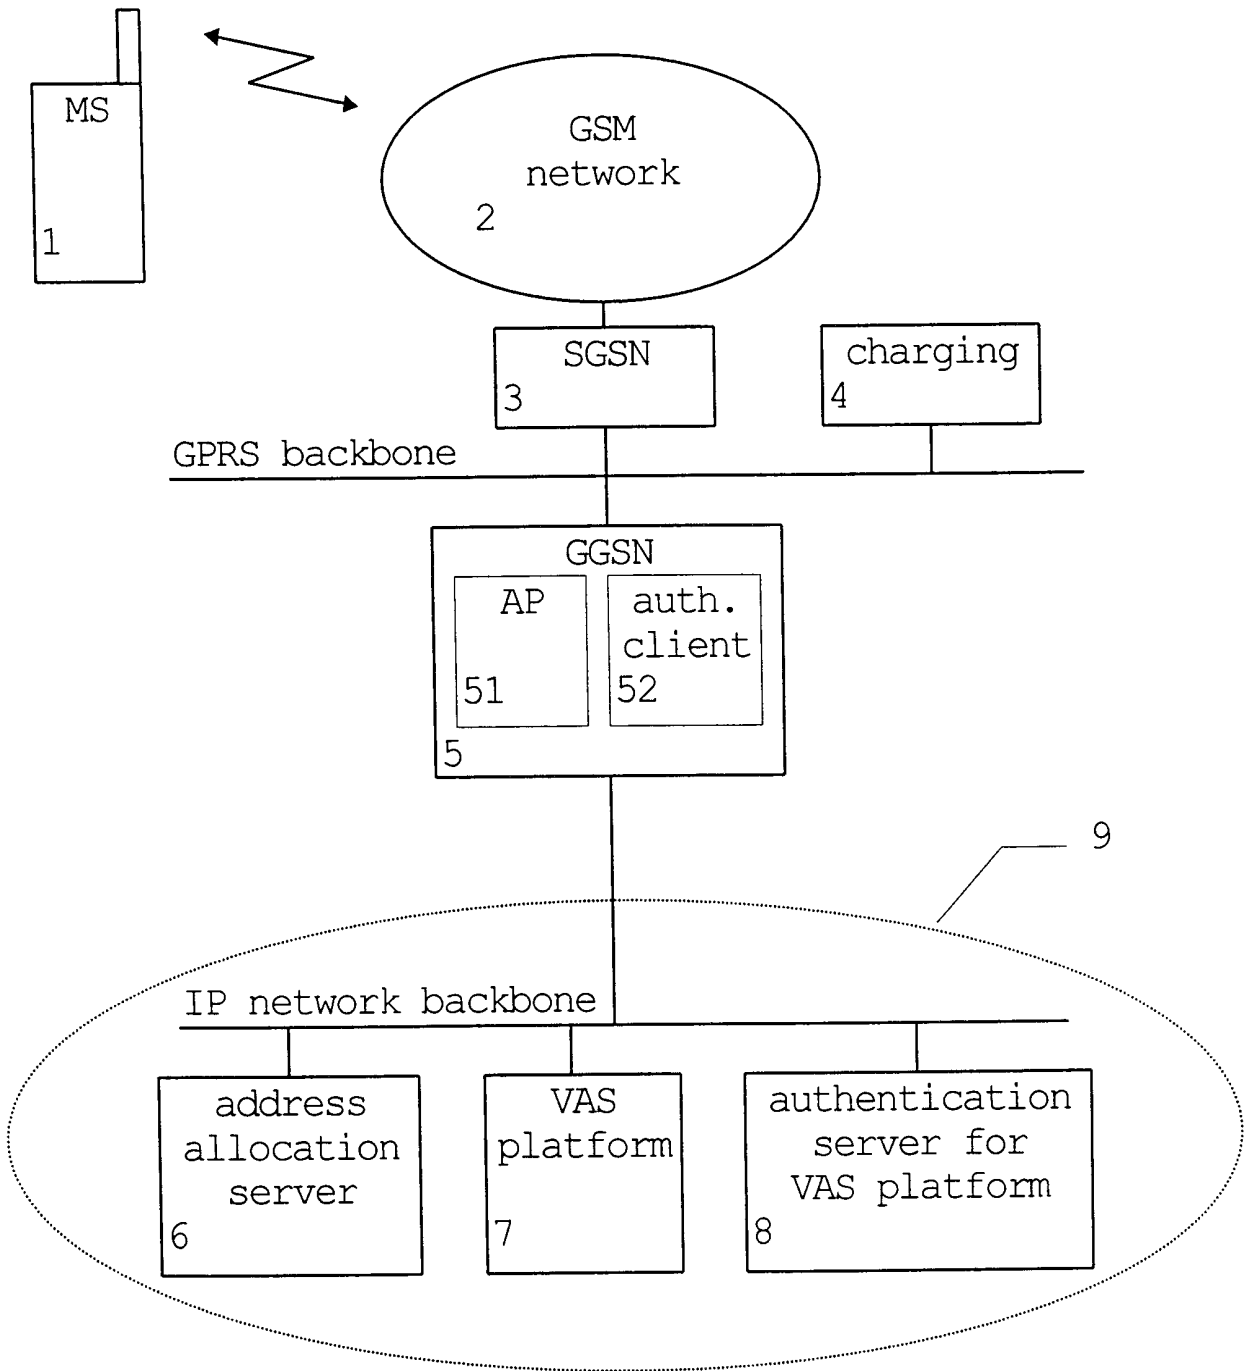 MS
1
GSM
network
2
SGSN
3
charging
4
GPRS backbone
GGSN
AP
51
auth.
client
52
5
9
IP network backbone
address
allocation
server
6
VAS
platform
7
authentication
server for
VAS platform
8